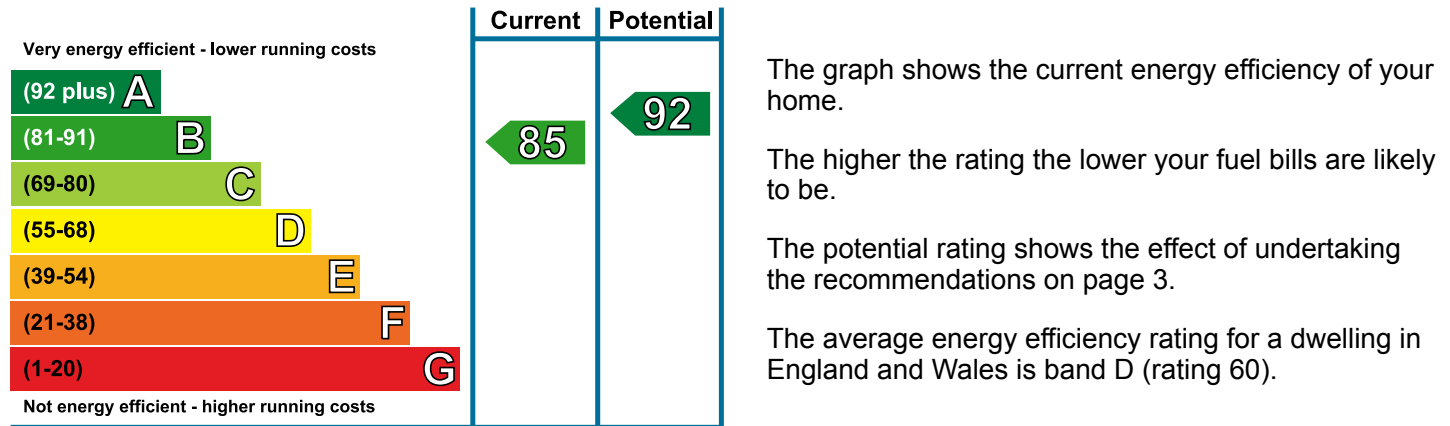 Current Potential
Very energy efficient - lower running costs
(92 plus) A
(81-91) B
(69-80) C
(55-68) D
(39-54) E
(21-38) F
(1-20) G
Not energy efficient - higher running costs
85
92
The graph shows the current energy efficiency of your
home.
The higher the rating the lower your fuel bills are likely
to be.
The potential rating shows the effect of undertaking
the recommendations on page 3.
The average energy efficiency rating for a dwelling in
England and Wales is band D (rating 60).